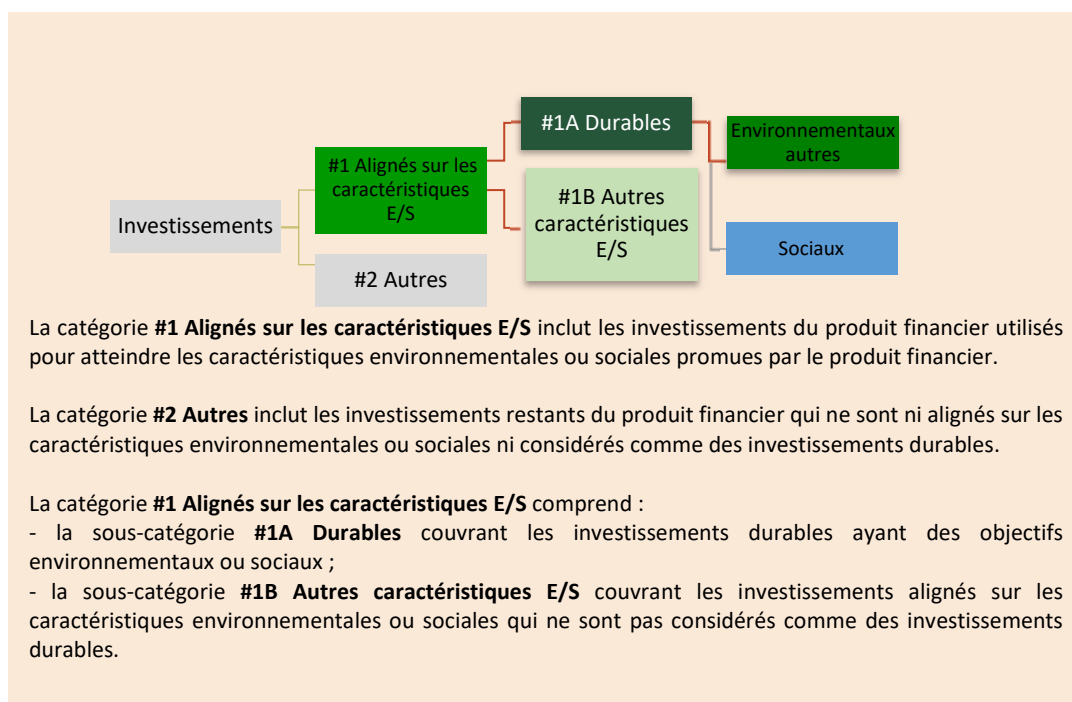 #1A Durables
Environnementaux
autres
#1 Alignés sur les
caractéristiques
E/S
#1B Autres
caractéristiques
E/S
Investissements
Sociaux
#2 Autres
La catégorie #1 Alignés sur les caractéristiques E/S inclut les investissements du produit financier utilisés
pour atteindre les caractéristiques environnementales ou sociales promues par le produit financier.
La catégorie #2 Autres inclut les investissements restants du produit financier qui ne sont ni alignés sur les
caractéristiques environnementales ou sociales ni considérés comme des investissements durables.
La catégorie #1 Alignés sur les caractéristiques E/S comprend :
- la sous-catégorie #1A Durables couvrant les investissements durables ayant des objectifs
environnementaux ou sociaux ;
- la sous-catégorie #1B Autres caractéristiques E/S couvrant les investissements alignés sur les
caractéristiques environnementales ou sociales qui ne sont pas considérés comme des investissements
durables.